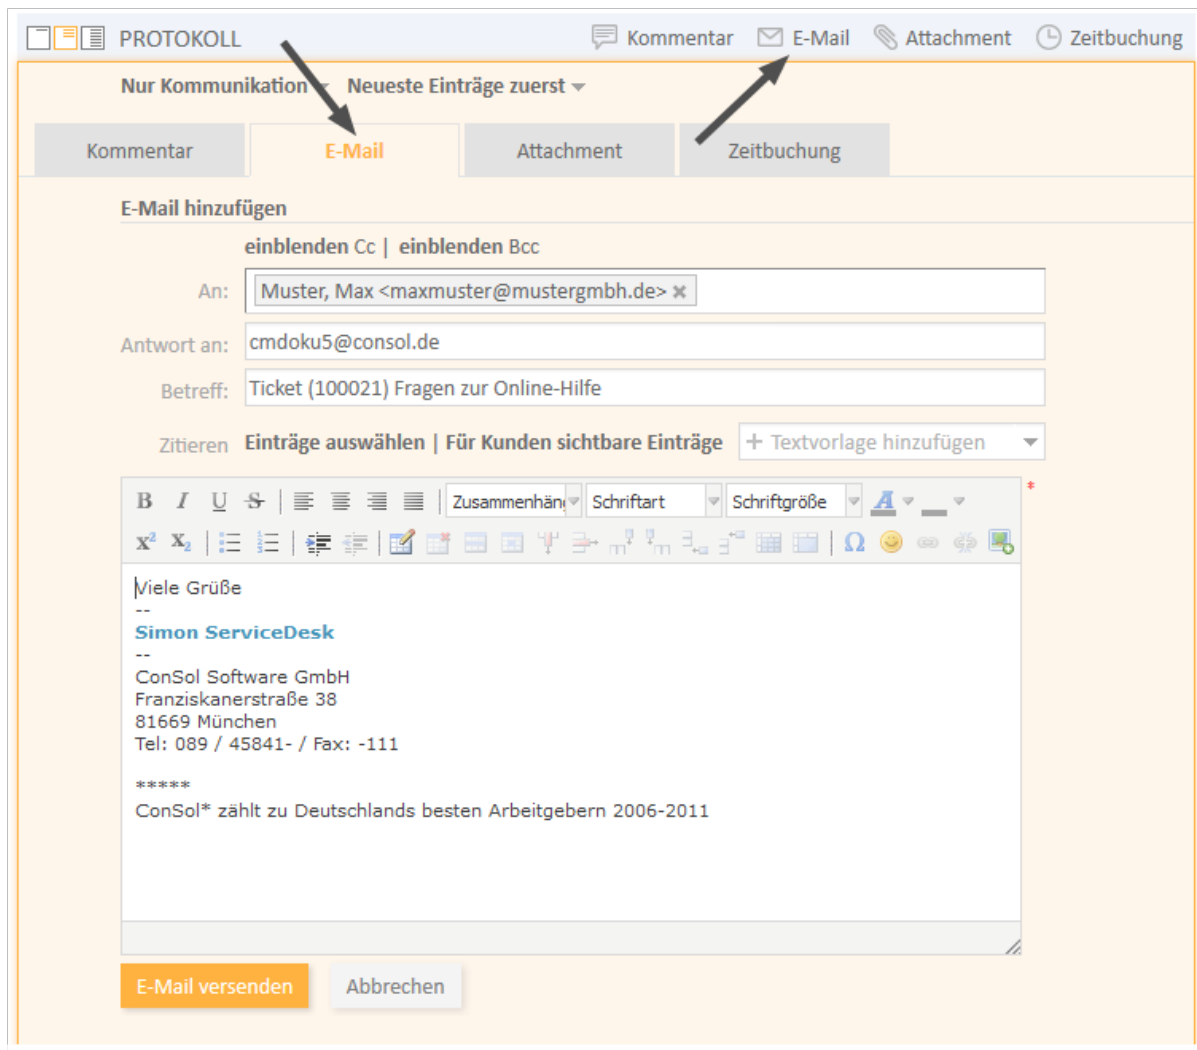 PROTOKOLL Kommentar E-Mail Attachment Zeitbuchung
Nur Kommunikation Neueste Einträge zuerst
Kommentar E-Mail Attachment Zeitbuchung
E-Mail hinzufügen
einblenden Cc | einblenden Bcc
An: Muster, Max <maxmuster@mustergmbh.de>
Antwort an: cmdoku5@consol.de
Betreff: Ticket (100021) Fragen zur Online-Hilfe
Zitieren Einträge auswählen | Für Kunden sichtbare Einträge + Textvorlage hinzufügen
*
B I U S Zusammenhän Schriftart Schriftgröße A
x² x₂ Ω
Viele Grüße
--
Simon ServiceDesk
--
ConSol Software GmbH
Franziskanerstraße 38
81669 München
Tel: 089 / 45841- / Fax: -111
*****
ConSol* zählt zu Deutschlands besten Arbeitgebern 2006-2011
E-Mail versenden Abbrechen